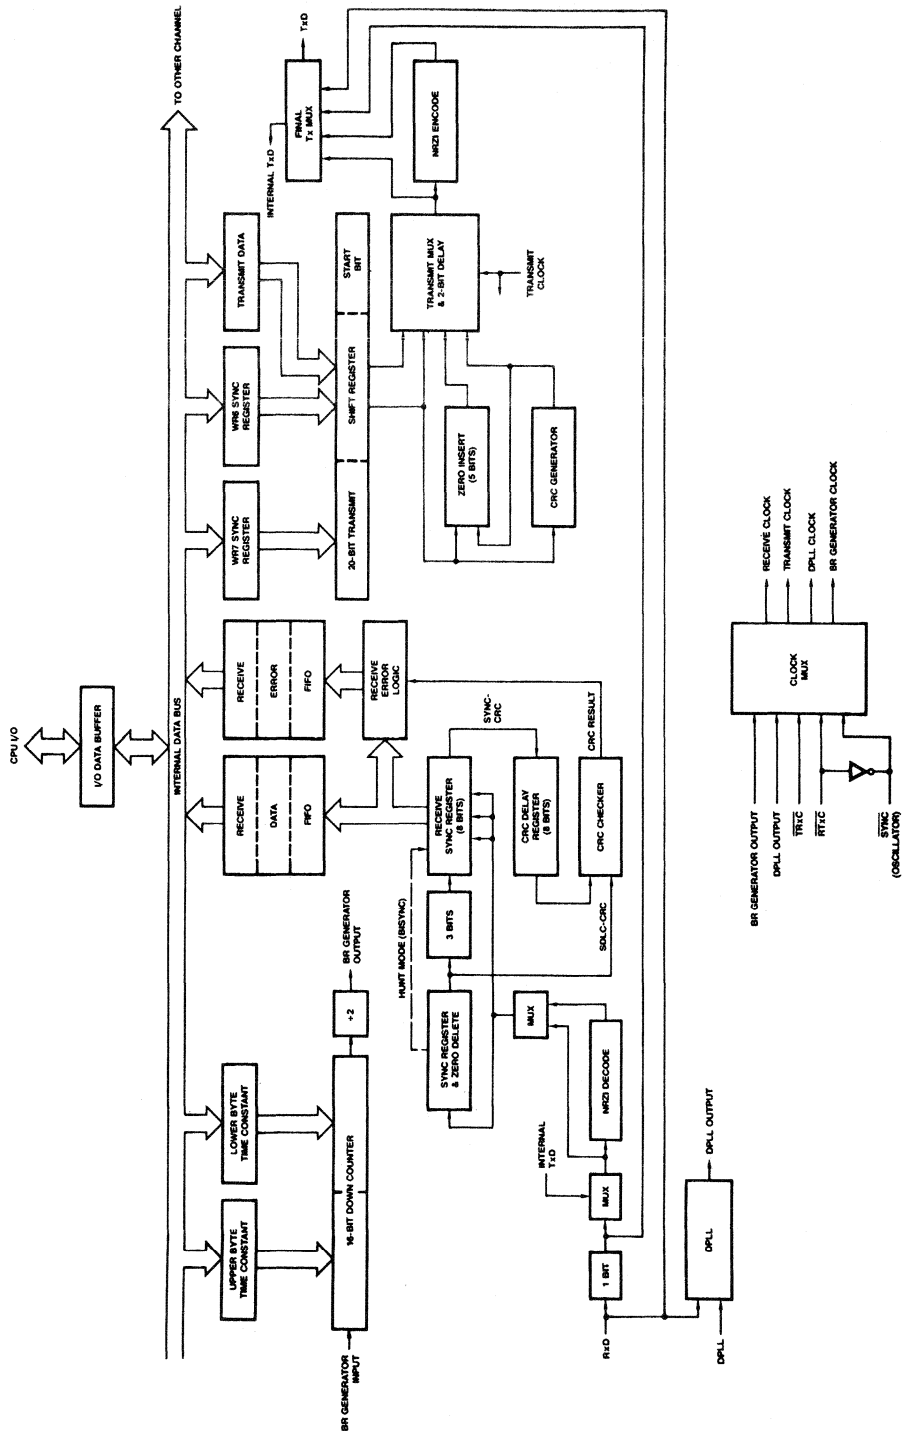 CPU I/O
I/O DATA BUFFER
INTERNAL DATA BUS
TO OTHER CHANNEL
UPPER BYTE
TIME CONSTANT
LOWER BYTE
TIME CONSTANT
BR GENERATOR
INPUT
16-BIT DOWN COUNTER
÷2
BR GENERATOR
OUTPUT
RECEIVE
DATA
FIFO
RECEIVE
ERROR
FIFO
RECEIVE
ERROR
LOGIC
WR7 SYNC
REGISTER
WR6 SYNC
REGISTER
TRANSMIT DATA
20-BIT TRANSMIT
SHIFT REGISTER
START
BIT
INTERNAL TxD
FINAL
Tx MUX
TxD
NRZI ENCODE
TRANSMIT MUX
& 2-BIT DELAY
TRANSMIT
CLOCK
ZERO INSERT
(5 BITS)
CRC GENERATOR
HUNT MODE (BISYNC)
SYNC REGISTER
& ZERO DELETE
3 BITS
RECEIVE
SYNC REGISTER
(8 BITS)
SYNC-
CRC
CRC DELAY
REGISTER
(8 BITS)
CRC CHECKER
CRC RESULT
SDLC-CRC
MUX
NRZI DECODE
INTERNAL
TxD
MUX
1 BIT
RxD
DPLL
DPLL
DPLL OUTPUT
BR GENERATOR OUTPUT
DPLL OUTPUT
TRxC
RTxC
SYNC
(OSCILLATOR)
CLOCK
MUX
RECEIVE CLOCK
TRANSMIT CLOCK
DPLL CLOCK
BR GENERATOR CLOCK